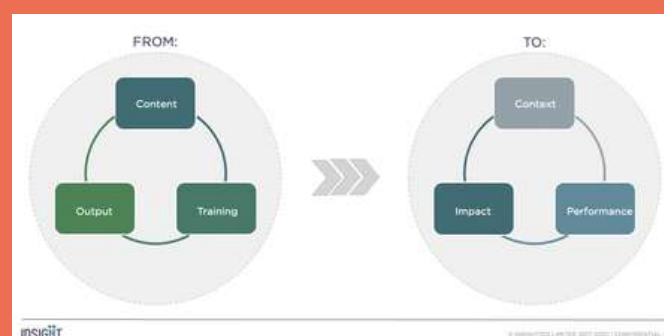 FROM:
Content
Output
Training
TO:
Context
Impact
Performance
INSIGHT